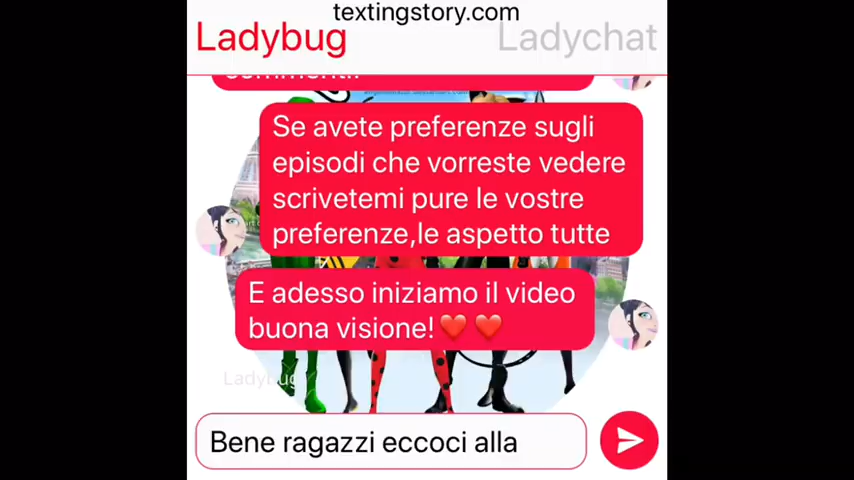 textingstory.com
Ladybug
Ladychat
Se avete preferenze sugli
episodi che vorreste vedere
scrivetemi pure le vostre
preferenze,le aspetto tutte
E adesso iniziamo il video
buona visione!❤️❤️
Ladybug
Bene ragazzi eccoci alla